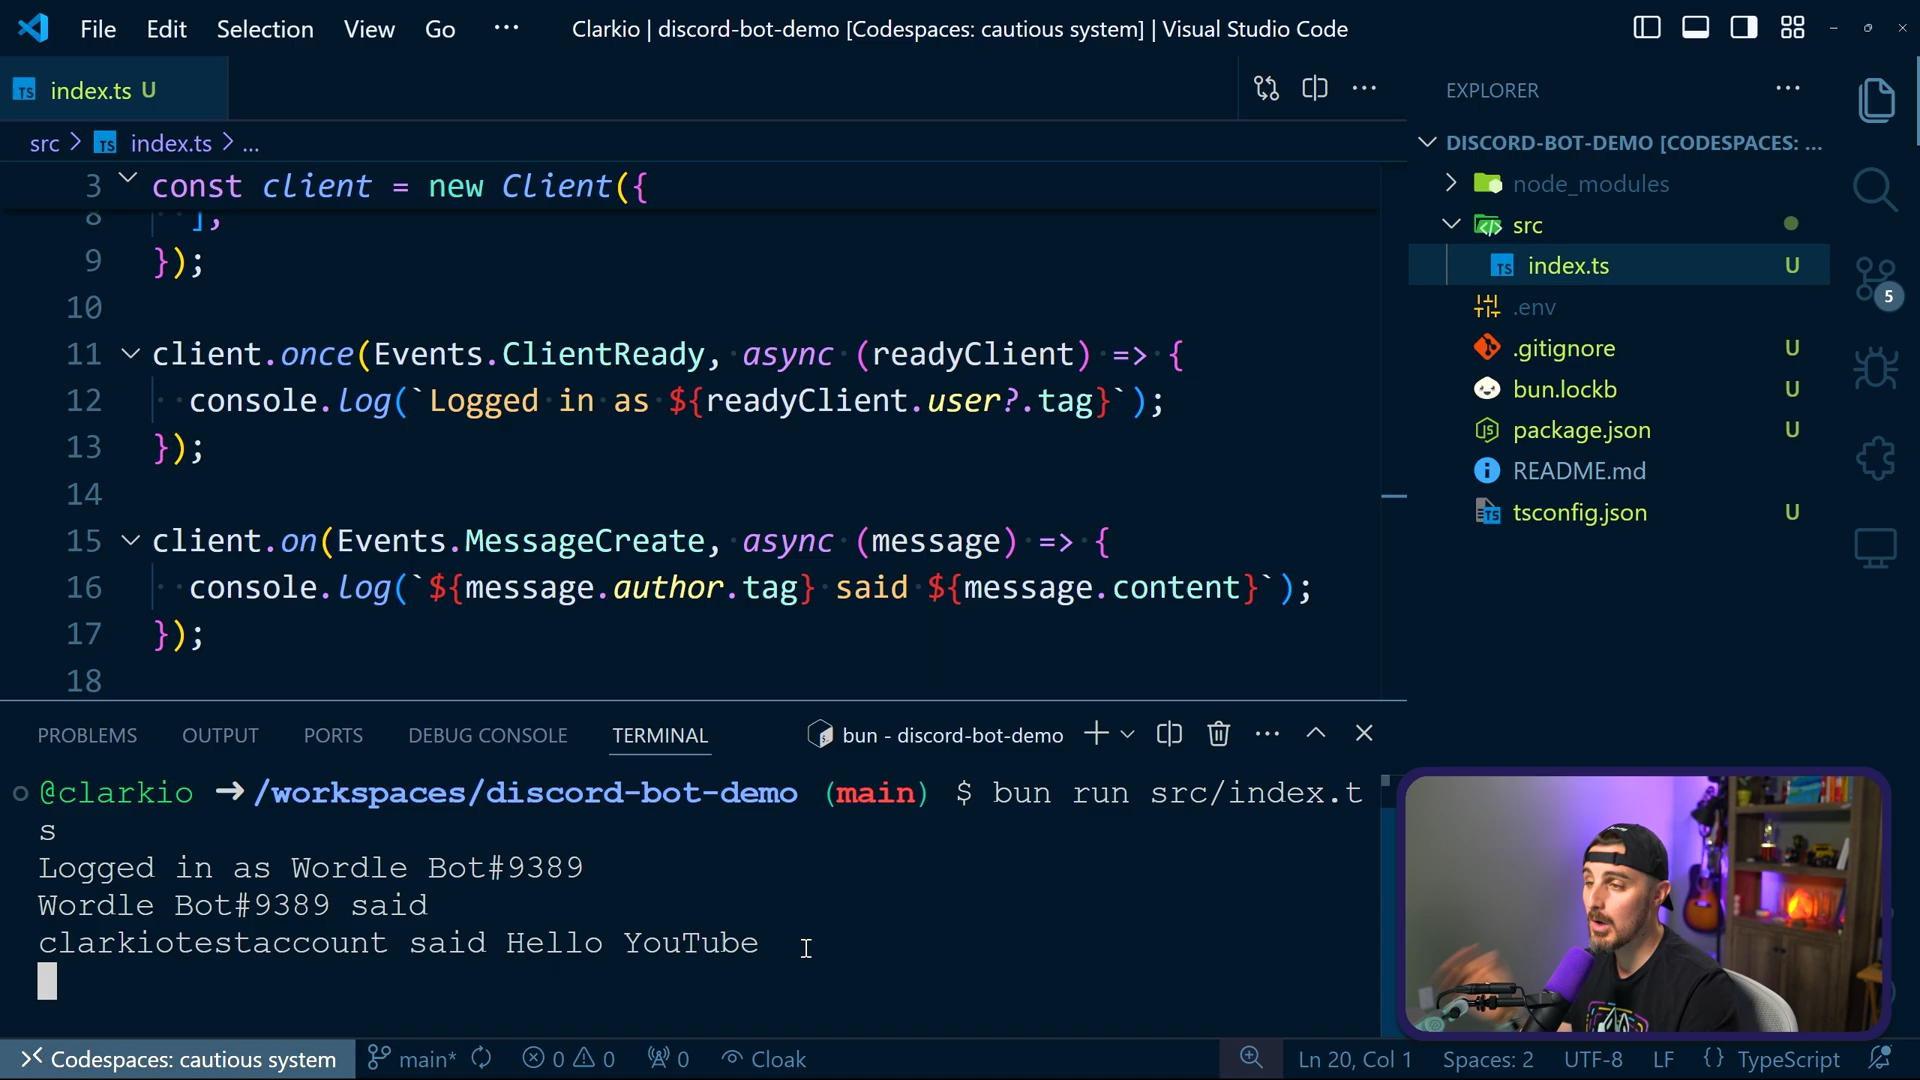 File Edit Selection View Go ··· Clarkio | discord-bot-demo [Codespaces: cautious system] | Visual Studio Code
TS index.ts U
src > TS index.ts > ...
3 const client = new Client({
8 ],
9 });
10
11 client.once(Events.ClientReady, async (readyClient) => {
12 console.log(`Logged in as ${readyClient.user?.tag}`);
13 });
14
15 client.on(Events.MessageCreate, async (message) => {
16 console.log(`${message.author.tag} said ${message.content}`);
17 });
18
EXPLORER ···
DISCORD-BOT-DEMO [CODESPACES: ...
node_modules
src
TS index.ts U
.env
.gitignore U
bun.lockb U
package.json U
README.md
tsconfig.json U
5
PROBLEMS OUTPUT PORTS DEBUG CONSOLE TERMINAL bun - discord-bot-demo
@clarkio ➜ /workspaces/discord-bot-demo (main) $ bun run src/index.t
s
Logged in as Wordle Bot#9389
Wordle Bot#9389 said
clarkiotestaccount said Hello YouTube
Codespaces: cautious system main* 0 0 0 Cloak Ln 20, Col 1 Spaces: 2 UTF-8 LF {} TypeScript